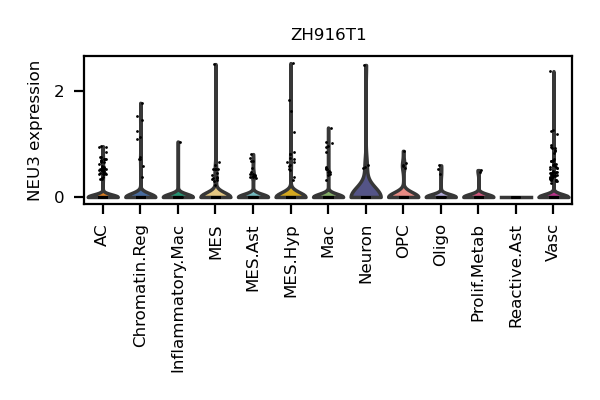 ZH916T1
NEU3 expression
2
0
AC
Chromatin.Reg
Inflammatory.Mac
MES
MES.Ast
MES.Hyp
Mac
Neuron
OPC
Oligo
Prolif.Metab
Reactive.Ast
Vasc